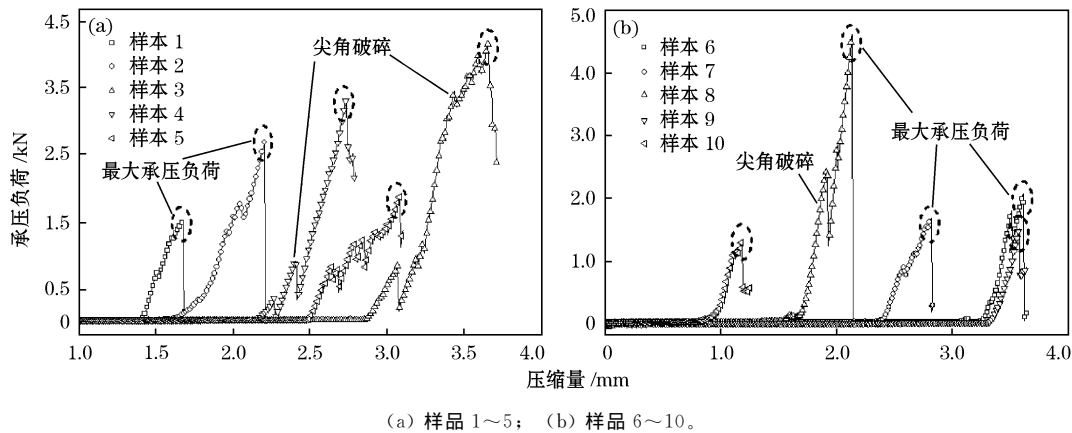 (a)
样本 1
样本 2
样本 3
样本 4
样本 5
尖角破碎
最大承压负荷
4.5
3.5
2.5
1.5
0.5
0
1.0
1.5
2.0
2.5
3.0
3.5
4.0
承压负荷 /kN
(b)
样本 6
样本 7
样本 8
样本 9
样本 10
最大承压负荷
尖角破碎
5.0
4.0
3.0
2.0
1.0
0
1.0
2.0
3.0
4.0
压缩量 /mm
(a) 样品 1～5； (b) 样品 6～10。